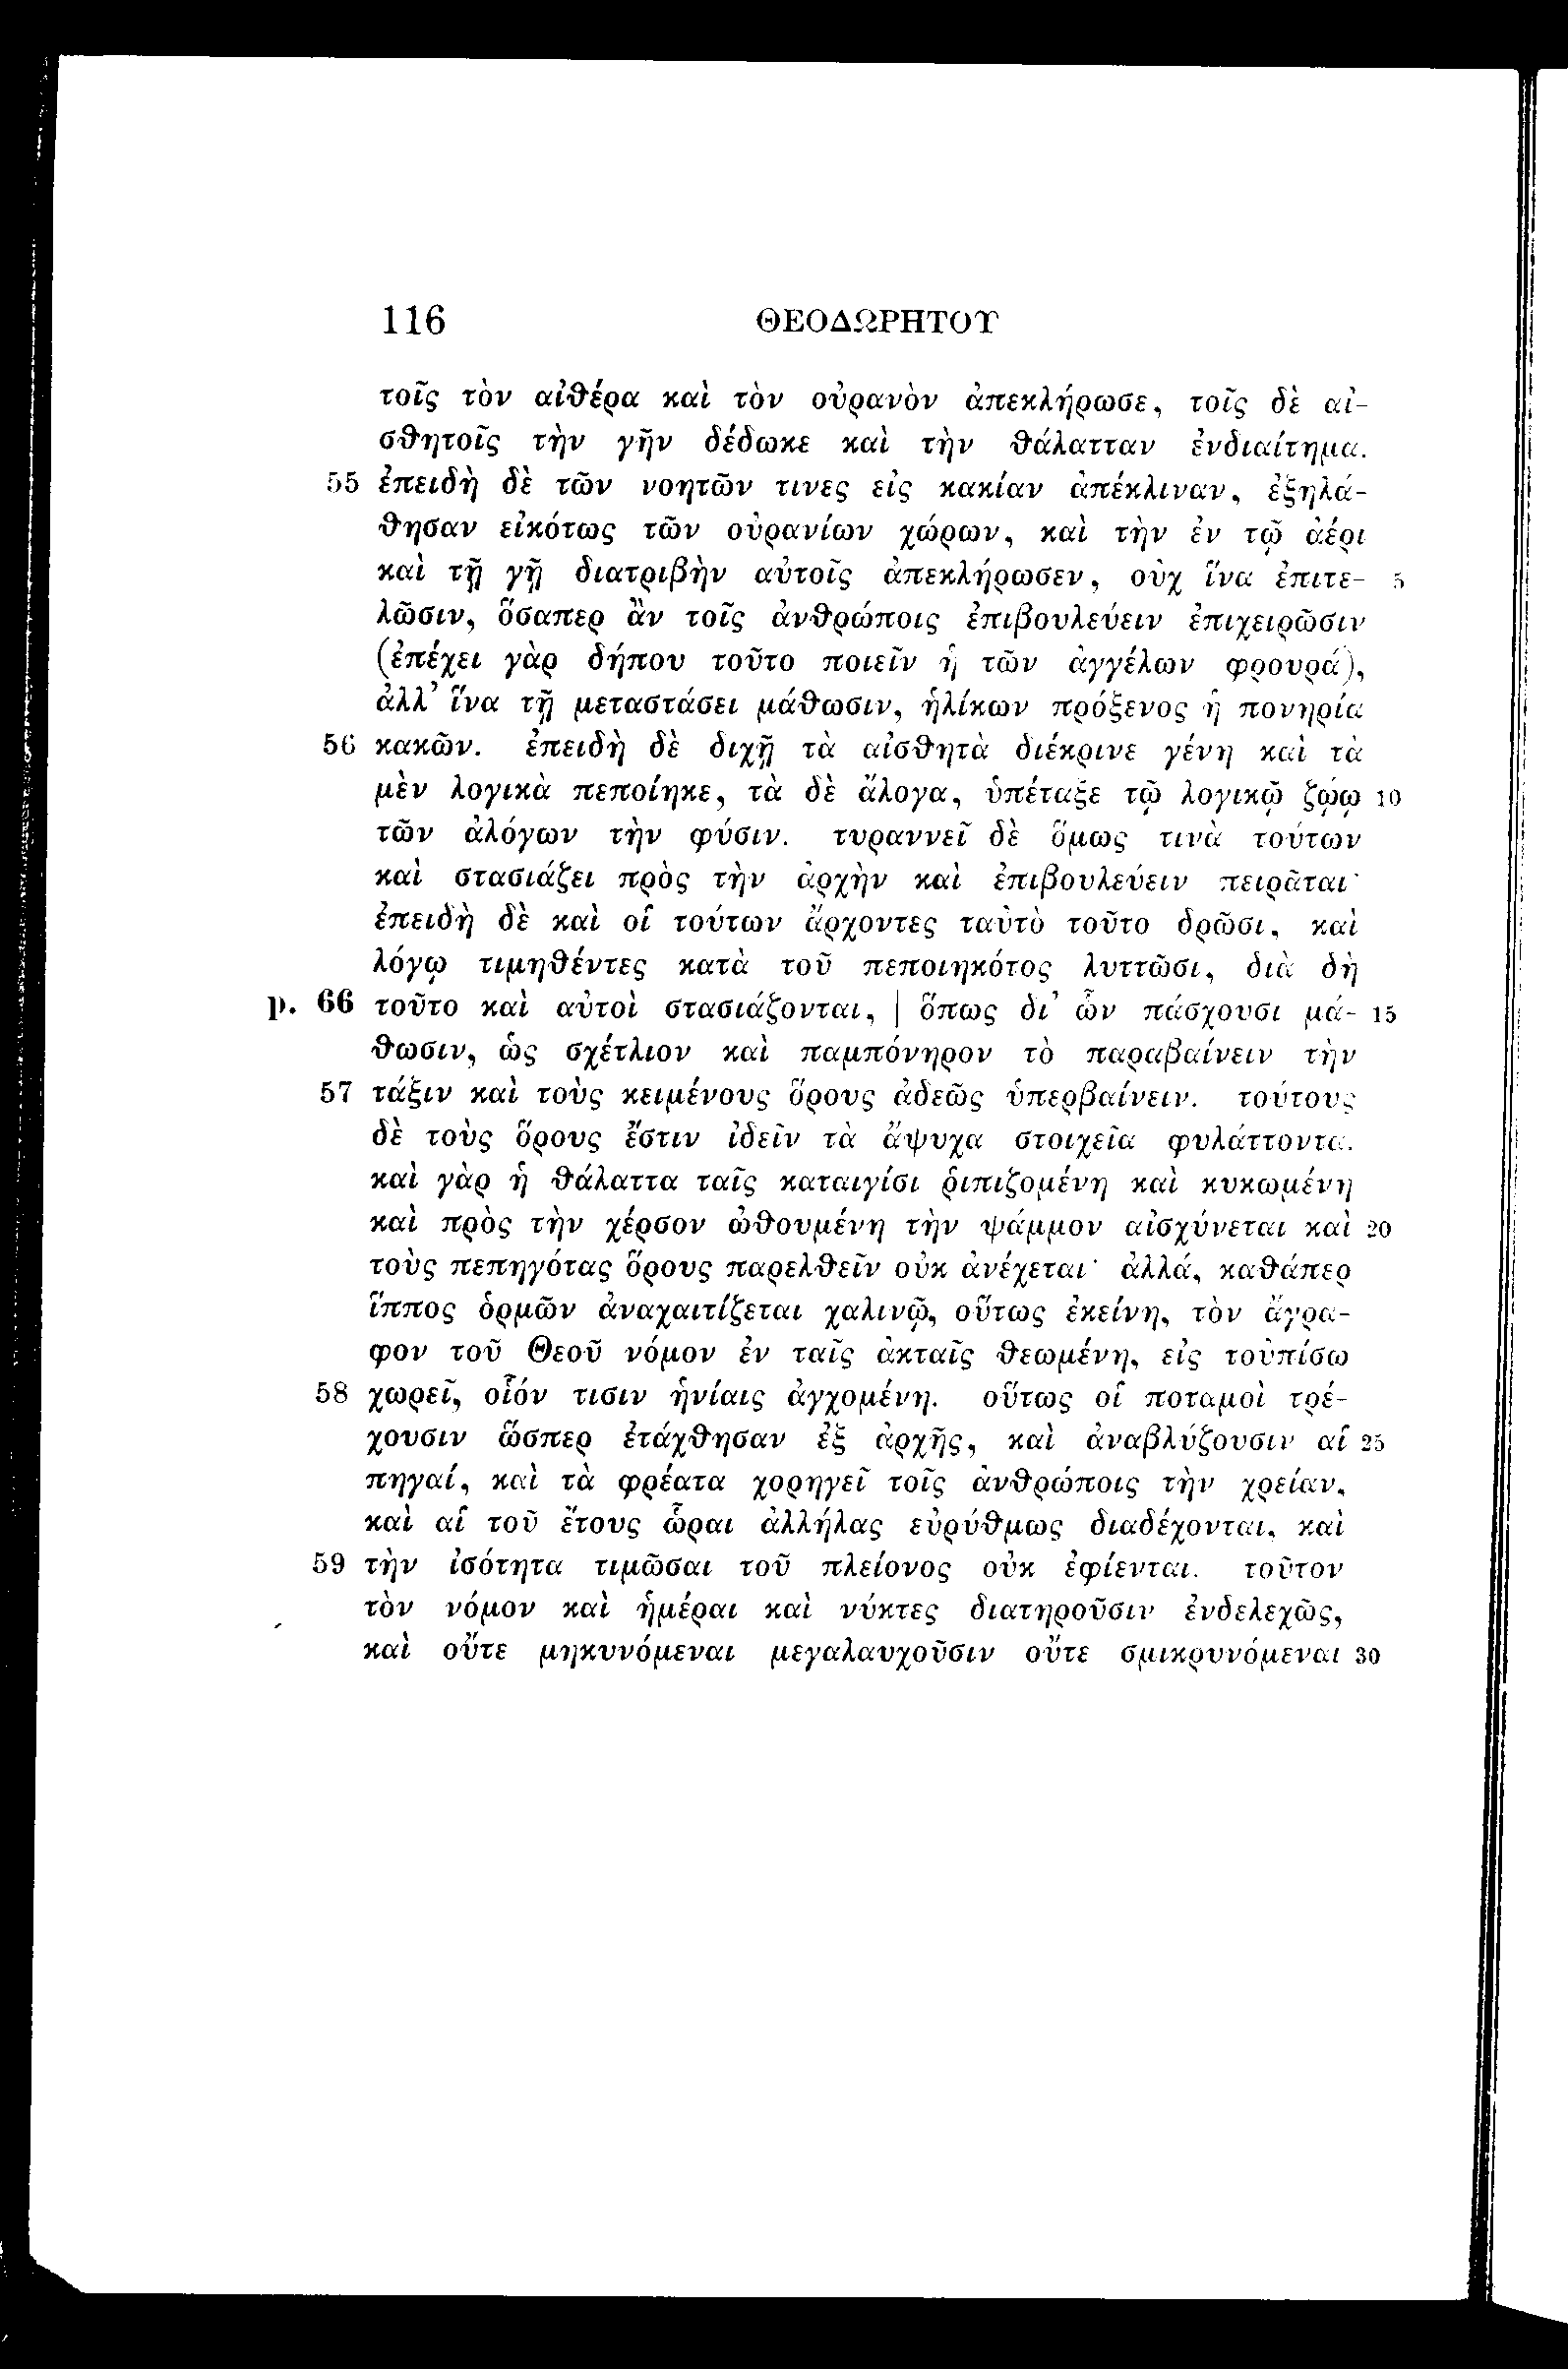 116 ΘΕΟΔΩΡΗΤΟΥ
τοῖς τὸν αἰθέρα καὶ τὸν οὐρανὸν ἀπεκλήρωσε, τοῖς δὲ αἰ-
σθητοῖς τὴν γῆν δέδωκε καὶ τὴν θάλατταν ἐνδιαίτημα.
55 ἐπειδὴ δὲ τῶν νοητῶν τινες εἰς κακίαν ἀπέκλιναν, ἐξηλά-
θησαν εἰκότως τῶν οὐρανίων χώρων, καὶ τὴν ἐν τῷ ἀέρι
καὶ τῇ γῇ διατριβὴν αὐτοῖς ἀπεκλήρωσεν, οὐχ ἵνα ἐπιτε- 5
λῶσιν, ὅσαπερ ἂν τοῖς ἀνθρώποις ἐπιβουλεύειν ἐπιχειρῶσιν
(ἐπέχει γὰρ δήπου τοῦτο ποιεῖν ἡ τῶν ἀγγέλων φρουρά),
ἀλλ’ ἵνα τῇ μεταστάσει μάθωσιν, ἡλίκων πρόξενος ἡ πονηρία
56 κακῶν. ἐπειδὴ δὲ διχῇ τὰ αἰσθητὰ διέκρινε γένη καὶ τὰ
μὲν λογικὰ πεποίηκε, τὰ δὲ ἄλογα, ὑπέταξε τῷ λογικῷ ζῴῳ 10
τῶν ἀλόγων τὴν φύσιν. τυραννεῖ δὲ ὅμως τινὰ τούτων
καὶ στασιάζει πρὸς τὴν ἀρχὴν καὶ ἐπιβουλεύειν πειρᾶται·
ἐπειδὴ δὲ καὶ οἱ τούτων ἄρχοντες ταὐτὸ τοῦτο δρῶσι, καὶ
λόγῳ τιμηθέντες κατὰ τοῦ πεποιηκότος λυττῶσι, διὰ δὴ
p. 66 τοῦτο καὶ αὐτοὶ στασιάζονται, | ὅπως δι’ ὧν πάσχουσι μά- 15
θωσιν, ὡς σχέτλιον καὶ παμπόνηρον τὸ παραβαίνειν τὴν
57 τάξιν καὶ τοὺς κειμένους ὅρους ἀδεῶς ὑπερβαίνειν. τούτους
δὲ τοὺς ὅρους ἔστιν ἰδεῖν τὰ ἄψυχα στοιχεῖα φυλάττοντα.
καὶ γὰρ ἡ θάλαττα ταῖς καταιγίσι ῥιπιζομένη καὶ κυκωμένη
καὶ πρὸς τὴν χέρσον ὠθουμένη τὴν ψάμμον αἰσχύνεται καὶ 20
τοὺς πεπηγότας ὅρους παρελθεῖν οὐκ ἀνέχεται· ἀλλά, καθάπερ
ἵππος ὁρμῶν ἀναχαιτίζεται χαλινῷ, οὕτως ἐκείνη, τὸν ἄγρα-
φον τοῦ Θεοῦ νόμον ἐν ταῖς ἀκταῖς θεωμένη, εἰς τοὐπίσω
58 χωρεῖ, οἷόν τισιν ἡνίαις ἀγχομένη. οὕτως οἱ ποταμοὶ τρέ-
χουσιν ὥσπερ ἐτάχθησαν ἐξ ἀρχῆς, καὶ ἀναβλύζουσιν αἱ 25
πηγαί, καὶ τὰ φρέατα χορηγεῖ τοῖς ἀνθρώποις τὴν χρείαν,
καὶ αἱ τοῦ ἔτους ὧραι ἀλλήλας εὐρύθμως διαδέχονται, καὶ
59 τὴν ἰσότητα τιμῶσαι τοῦ πλείονος οὐκ ἐφίενται. τοῦτον
τὸν νόμον καὶ ἡμέραι καὶ νύκτες διατηροῦσιν ἐνδελεχῶς,
καὶ οὔτε μηκυνόμεναι μεγαλαυχοῦσιν οὔτε σμικρυνόμεναι 30